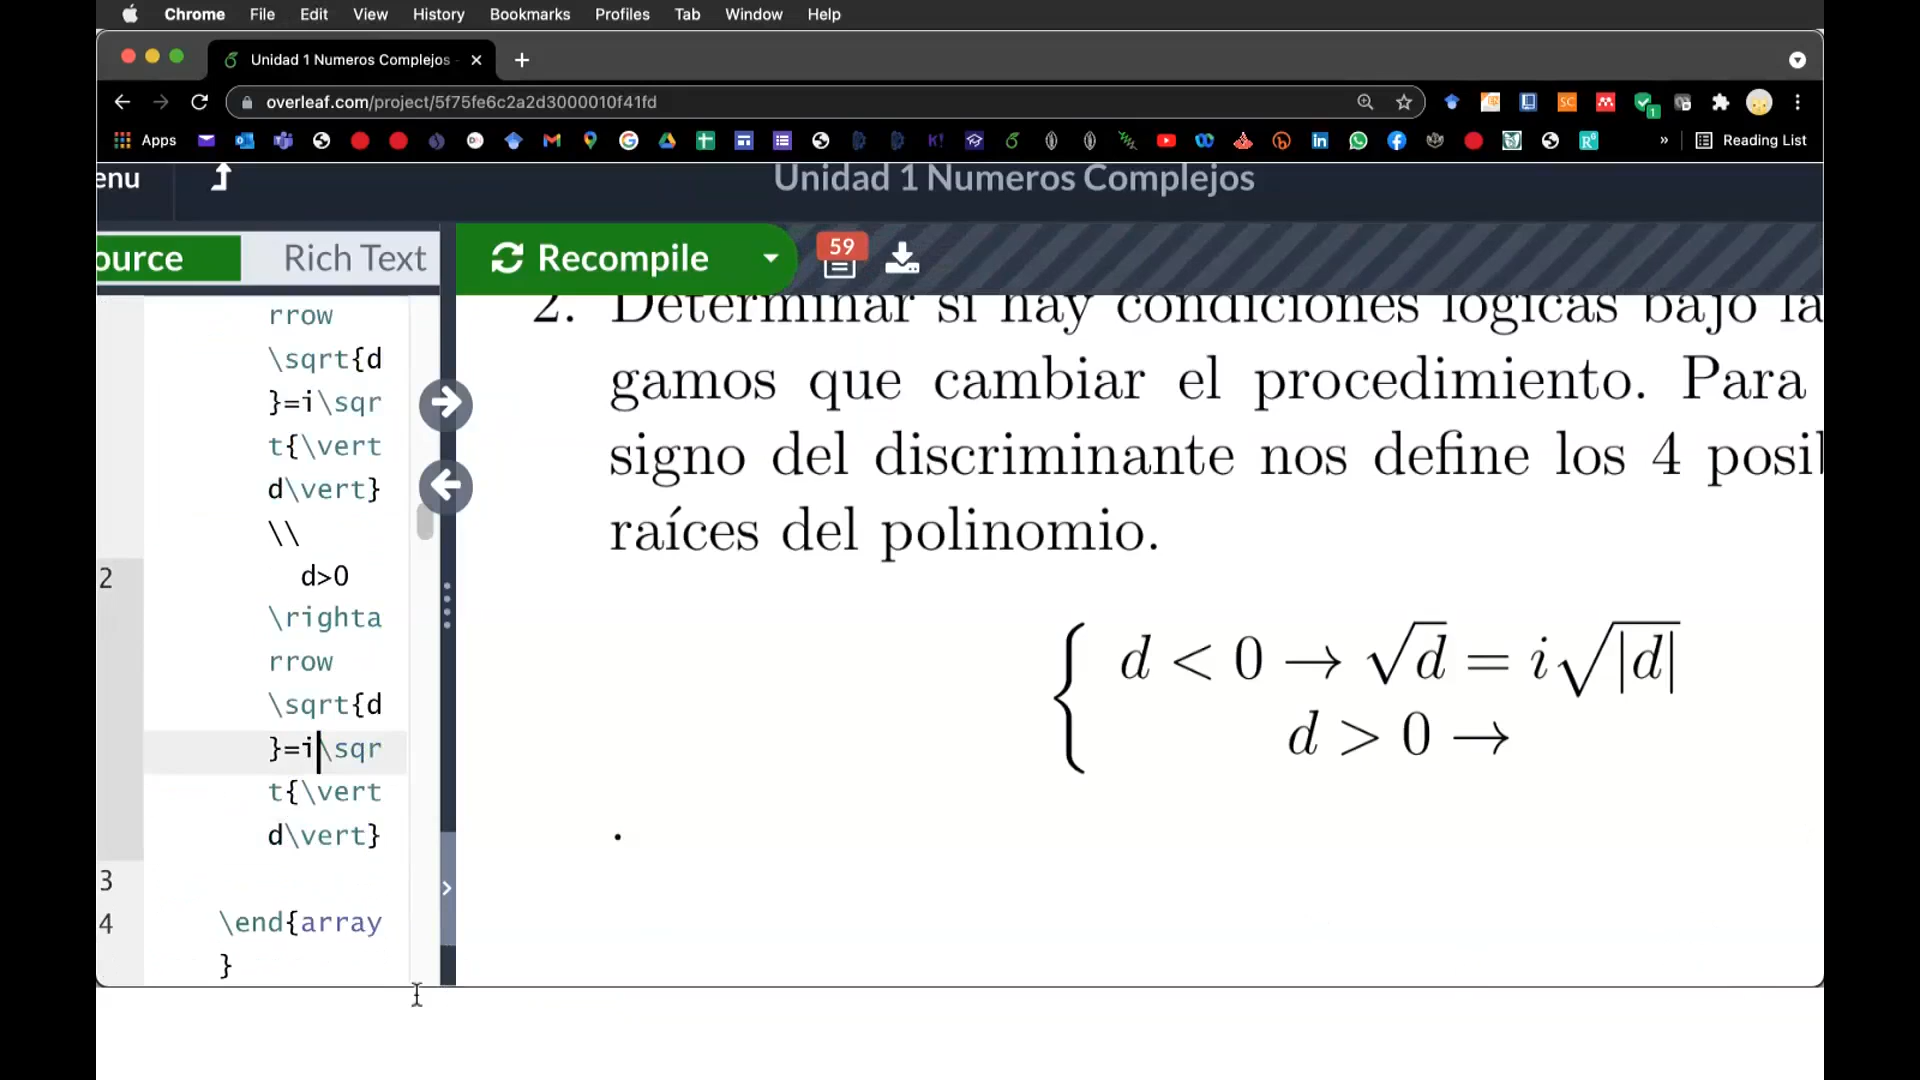 Chrome File Edit View History Bookmarks Profiles Tab Window Help
Unidad 1 Numeros Complejos
overleaf.com/project/5f75fe6c2a2d3000010f41fd
Apps
SC
1
K!
Reading List
enu
Unidad 1 Numeros Complejos
ource Rich Text
Recompile
59
rrow
\sqrt{d
}=i\sqr
t{\vert
d\vert}
\\
2 d>0
\righta
rrow
\sqrt{d
}=i\sqr
t{\vert
d\vert}
3
4 \end{array
}
2. Determinar si hay condiciones lógicas bajo la
gamos que cambiar el procedimiento. Para
signo del discriminante nos define los 4 posil
raíces del polinomio.
{ d < 0 → √d = i√|d|
d > 0 →
.